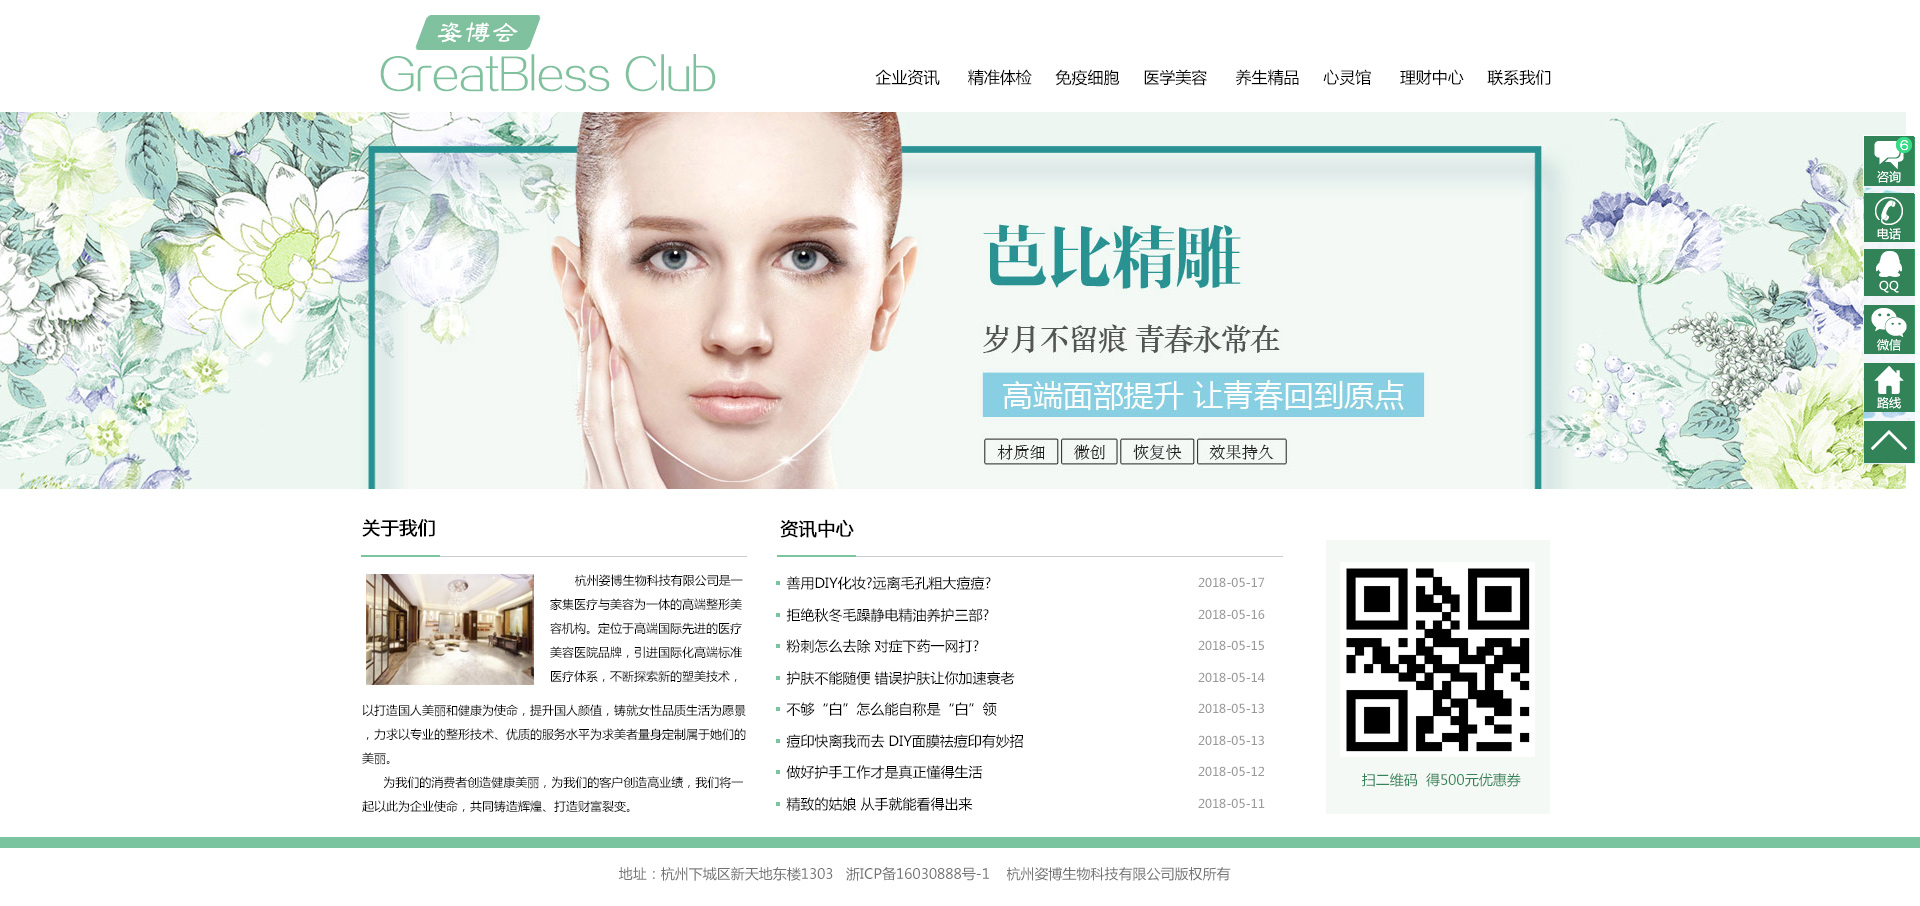 姿博会
GreatBless Club
企业资讯 精准体检 免疫细胞 医学美容 养生精品 心灵馆 理财中心 联系我们
6
咨询
电话
QQ
微信
路线
芭比精雕
岁月不留痕 青春永常在
高端面部提升 让青春回到原点
材质细 微创 恢复快 效果持久
关于我们
杭州姿博生物科技有限公司是一
家集医疗与美容为一体的高端整形美
容机构。定位于高端国际先进的医疗
美容医院品牌，引进国际化高端标准
医疗体系，不断探索新的塑美技术，
以打造国人美丽和健康为使命，提升国人颜值，铸就女性品质生活为愿景
，力求以专业的整形技术、优质的服务水平为求美者量身定制属于她们的
美丽。
为我们的消费者创造健康美丽，为我们的客户创造高业绩，我们将一
起以此为企业使命，共同铸造辉煌、打造财富裂变。
资讯中心
善用DIY化妆?远离毛孔粗大痘痘? 2018-05-17
拒绝秋冬毛躁静电精油养护三部? 2018-05-16
粉刺怎么去除 对症下药一网打? 2018-05-15
护肤不能随便 错误护肤让你加速衰老 2018-05-14
不够“白”怎么能自称是“白”领 2018-05-13
痘印快离我而去 DIY面膜祛痘印有妙招 2018-05-13
做好护手工作才是真正懂得生活 2018-05-12
精致的姑娘 从手就能看得出来 2018-05-11
扫二维码 得500元优惠券
地址：杭州下城区新天地东楼1303 浙ICP备16030888号-1 杭州姿博生物科技有限公司版权所有